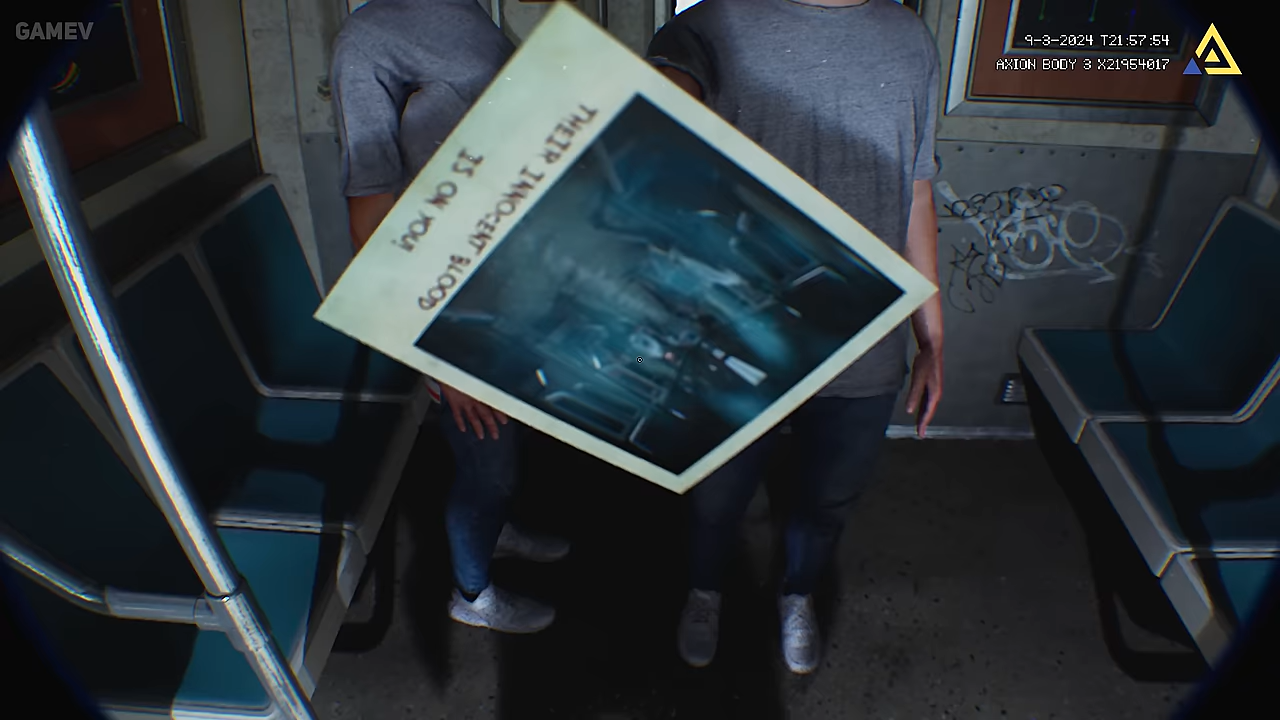 GAMEV
9-3-2024 T21:57:54
AXION BODY 3 X21954017
THEIR INNOCENT BLOOD
IS ON YOU!